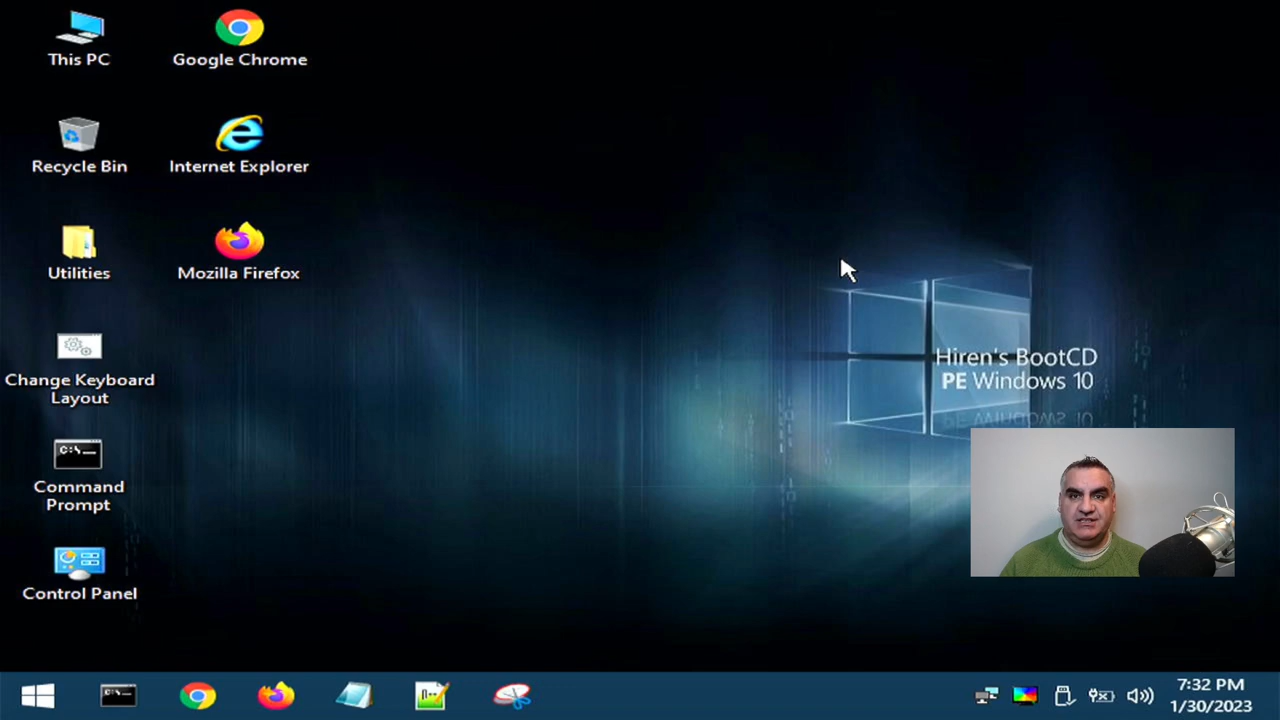 This PC
Google Chrome
Recycle Bin
Internet Explorer
Utilities
Mozilla Firefox
Change Keyboard
Layout
C:\
Command
Prompt
Control Panel
Hiren's BootCD
PE Windows 10
7:32 PM
1/30/2023